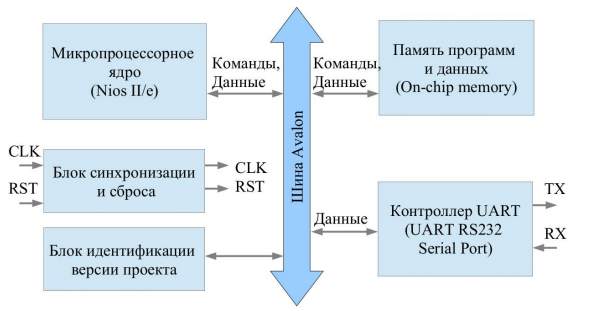 Микропроцессорное
ядро
(Nios II/e)
Команды,
Данные
Шина Avalon
Команды,
Данные
Память программ
и данных
(On-chip memory)
CLK
RST
Блок синхронизации
и сброса
CLK
RST
Данные
Контроллер UART
(UART RS232
Serial Port)
TX
RX
Блок идентификации
версии проекта